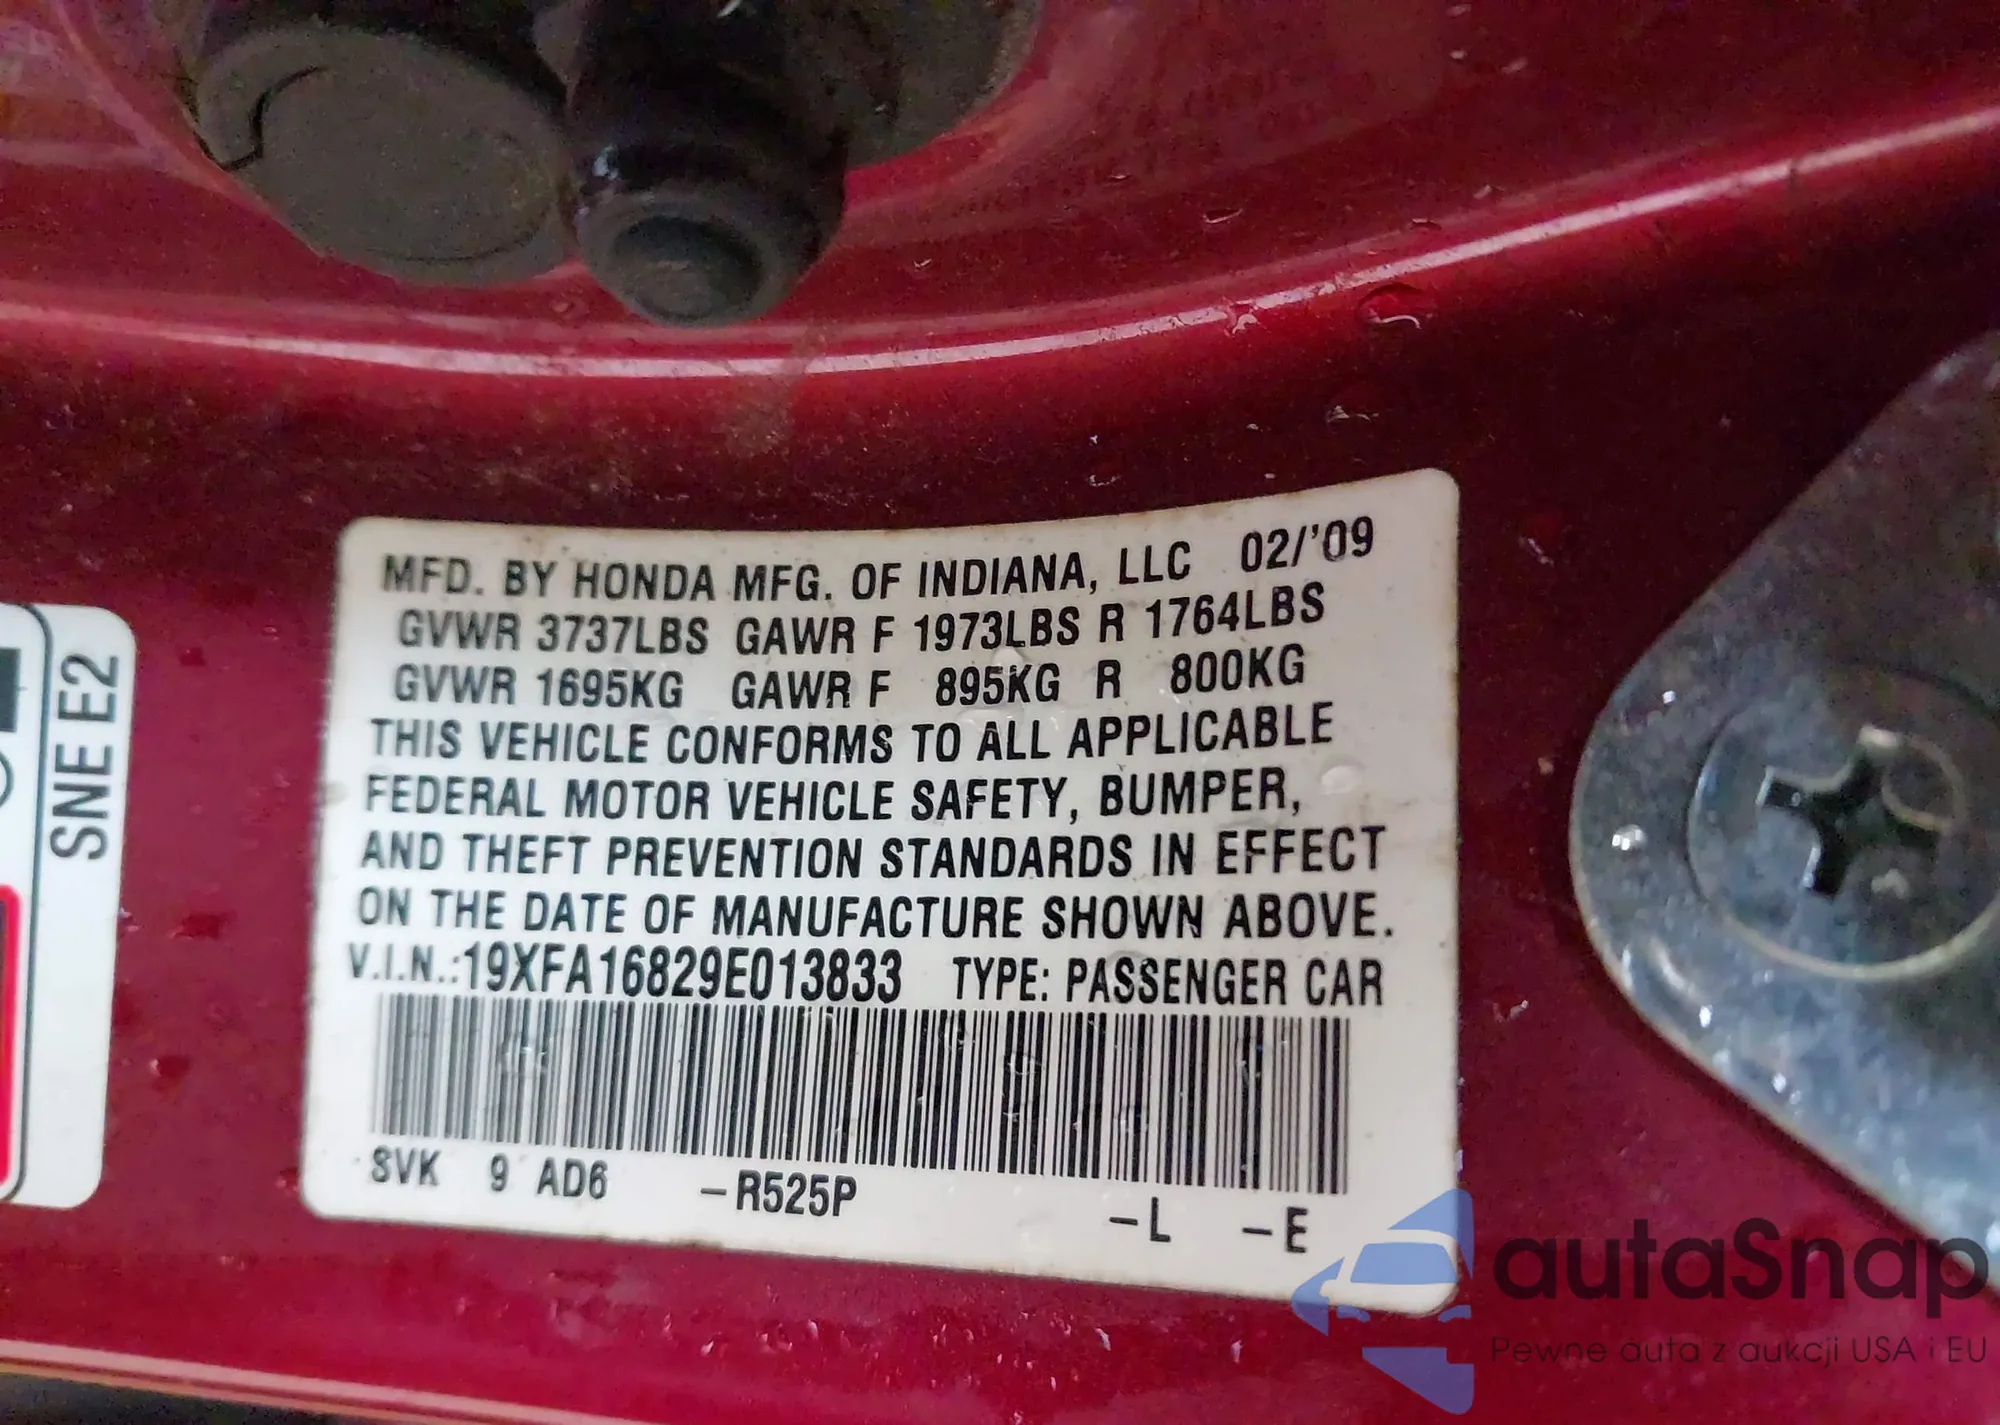 MFD. BY HONDA MFG. OF INDIANA, LLC 02/'09
GVWR 3737LBS GAWR F 1973LBS R 1764LBS
GVWR 1695KG GAWR F 895KG R 800KG
THIS VEHICLE CONFORMS TO ALL APPLICABLE
FEDERAL MOTOR VEHICLE SAFETY, BUMPER,
AND THEFT PREVENTION STANDARDS IN EFFECT
ON THE DATE OF MANUFACTURE SHOWN ABOVE.
V.I.N.:19XFA16829E013833 TYPE: PASSENGER CAR
SVK 9 AD6 -R525P -L -E
SNE E2
autaSnap
Pewne auta z aukcji USA i EU